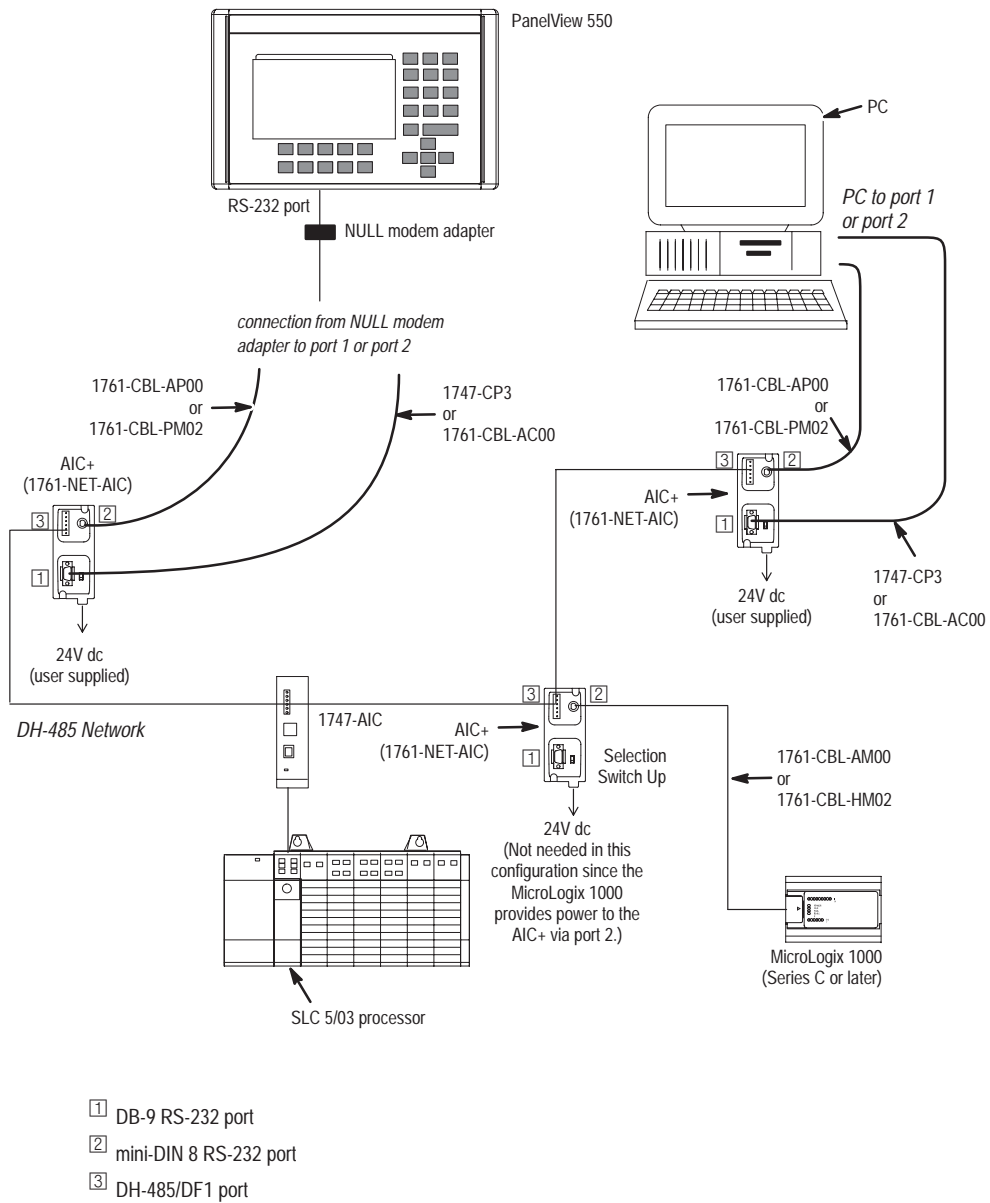 PanelView 550
PC
RS-232 port
NULL modem adapter
PC to port 1
or port 2
connection from NULL modem
adapter to port 1 or port 2
1761-CBL-AP00
or
1761-CBL-PM02
1747-CP3
or
1761-CBL-AC00
1761-CBL-AP00
or
1761-CBL-PM02
AIC+
(1761-NET-AIC)
3
2
1
24V dc
(user supplied)
3
2
AIC+
(1761-NET-AIC)
1
24V dc
(user supplied)
1747-CP3
or
1761-CBL-AC00
DH-485 Network
1747-AIC
3
2
AIC+
(1761-NET-AIC)
1
Selection
Switch Up
1761-CBL-AM00
or
1761-CBL-HM02
24V dc
(Not needed in this
configuration since the
MicroLogix 1000
provides power to the
AIC+ via port 2.)
MicroLogix 1000
(Series C or later)
SLC 5/03 processor
1 DB-9 RS-232 port
2 mini-DIN 8 RS-232 port
3 DH-485/DF1 port